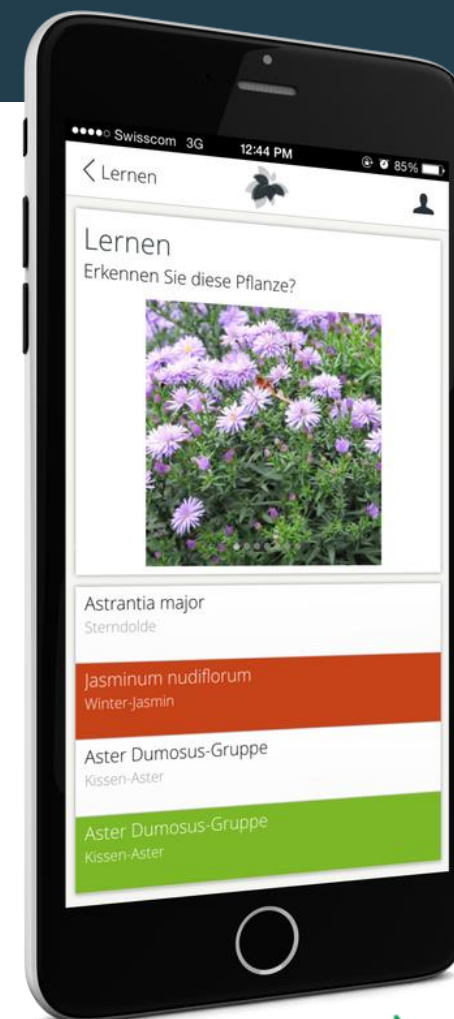 Swisscom 3G 12:44 PM 85%
Lernen
Lernen
Erkennen Sie diese Pflanze?
Astrantia major
Sterndolde
Jasminum nudiflorum
Winter-Jasmin
Aster Dumosus-Gruppe
Kissen-Aster
Aster Dumosus-Gruppe
Kissen-Aster